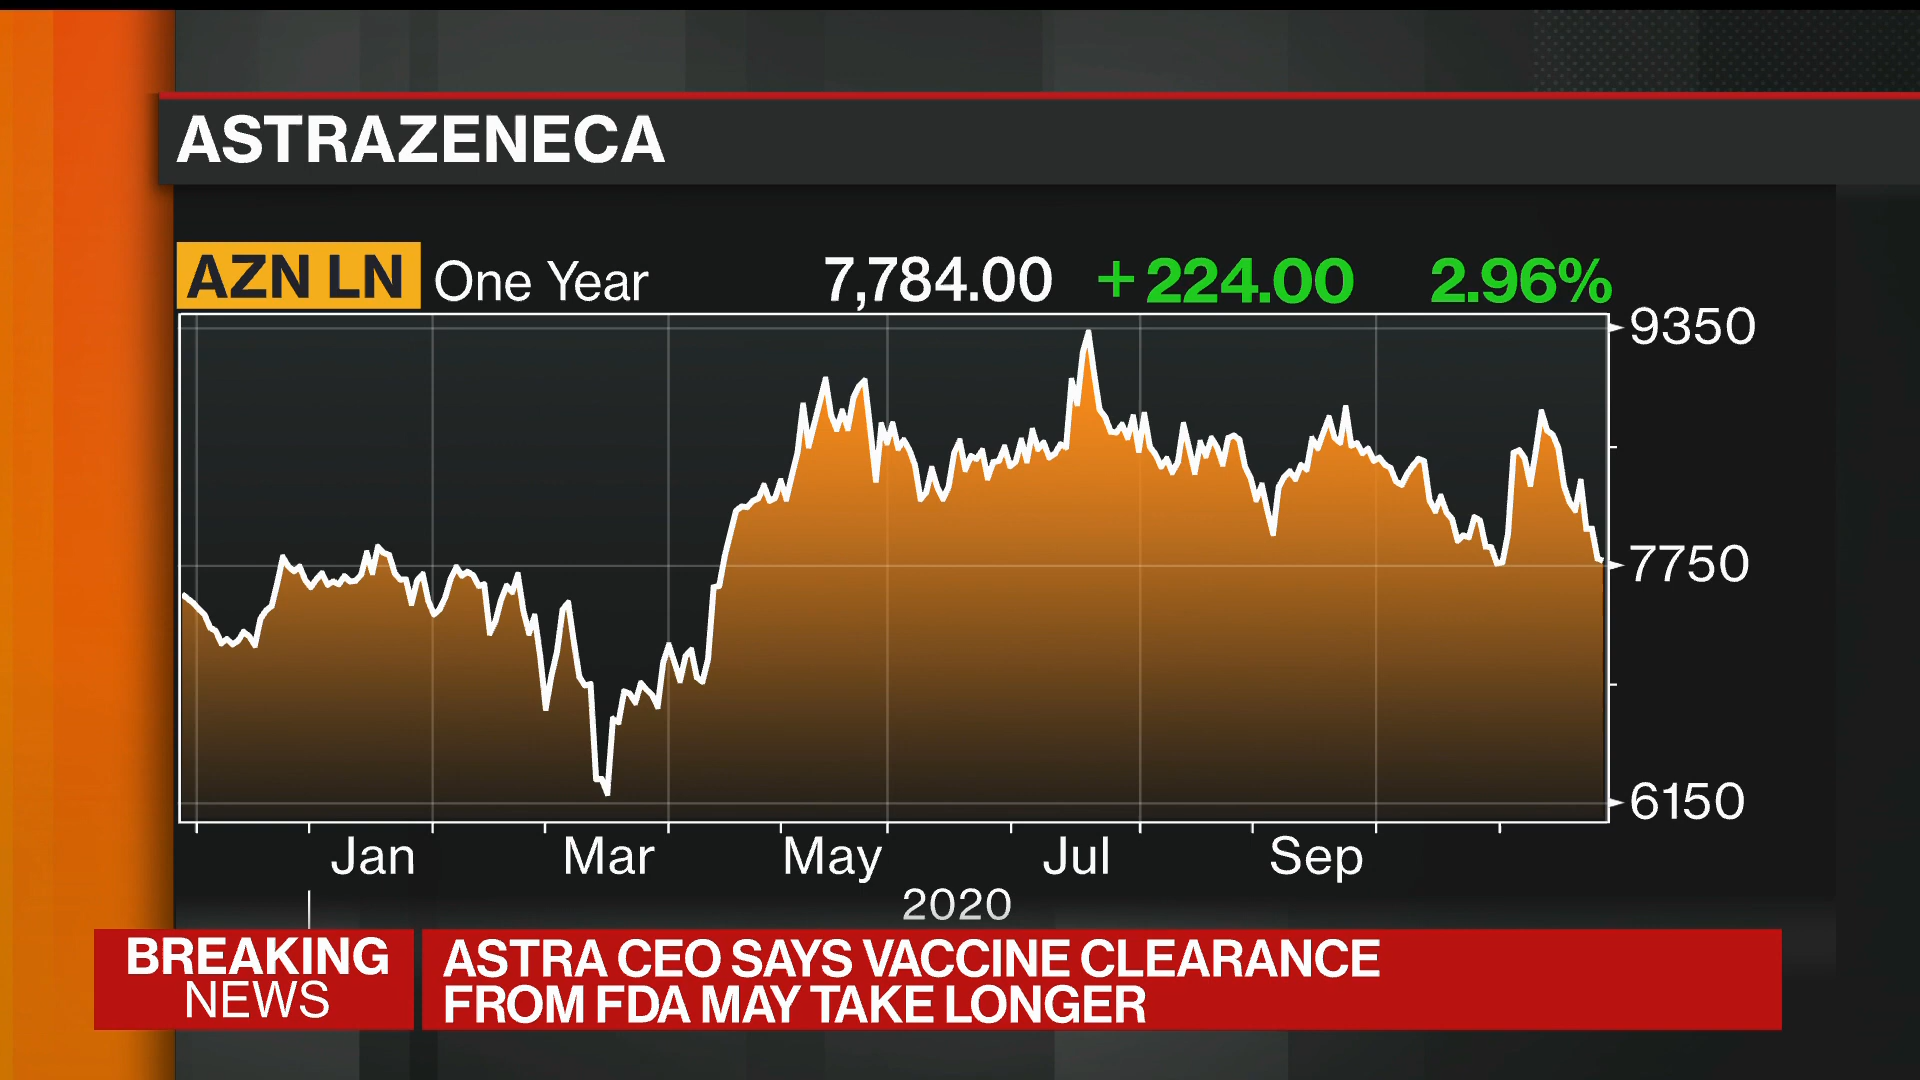 ASTRAZENECA
AZN LN One Year 7,784.00 +224.00 2.96%
9350
7750
6150
Jan Mar May Jul Sep
2020
BREAKING NEWS
ASTRA CEO SAYS VACCINE CLEARANCE
FROM FDA MAY TAKE LONGER